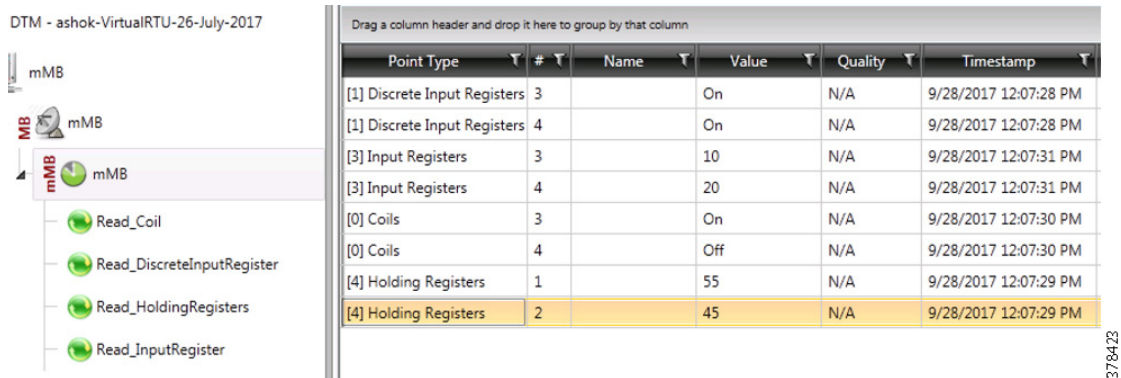 DTM - ashok-VirtualRTU-26-July-2017
mMB
MB mMB
mMB mMB
Read_Coil
Read_DiscreteInputRegister
Read_HoldingRegisters
Read_InputRegister
Drag a column header and drop it here to group by that column
Point Type # Name Value Quality Timestamp
[1] Discrete Input Registers 3 On N/A 9/28/2017 12:07:28 PM
[1] Discrete Input Registers 4 On N/A 9/28/2017 12:07:28 PM
[3] Input Registers 3 10 N/A 9/28/2017 12:07:31 PM
[3] Input Registers 4 20 N/A 9/28/2017 12:07:31 PM
[0] Coils 3 On N/A 9/28/2017 12:07:30 PM
[0] Coils 4 Off N/A 9/28/2017 12:07:30 PM
[4] Holding Registers 1 55 N/A 9/28/2017 12:07:29 PM
[4] Holding Registers 2 45 N/A 9/28/2017 12:07:29 PM
378423